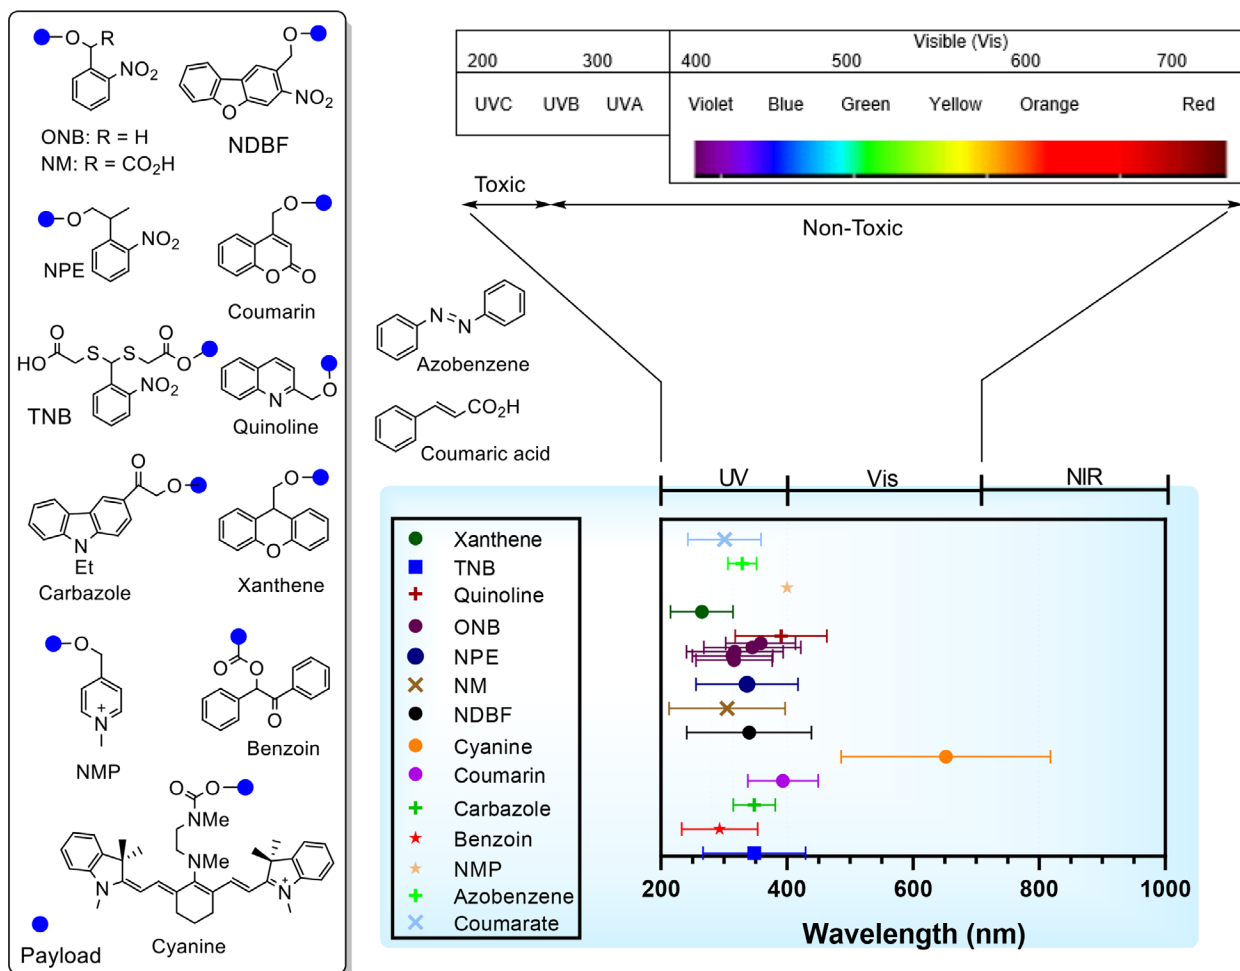 O
R
NO₂
ONB: R = H
NM: R = CO₂H
O
O
NO₂
NDBF
O
NO₂
NPE
O
O
O
Coumarin
O
HO
S
S
O
O
NO₂
TNB
N
O
Quinoline
O
O
N
Et
Carbazole
O
O
Xanthene
O
N
+
NMP
O
O
O
Benzoin
O
O
NMe
NMe
N
N
+
Cyanine
Payload
Visible (Vis)
200 300 400 500 600 700
UVC UVB UVA Violet Blue Green Yellow Orange Red
Toxic
Non-Toxic
N
N
Azobenzene
CO₂H
Coumaric acid
UV Vis NIR
Xanthene
TNB
Quinoline
ONB
NPE
NM
NDBF
Cyanine
Coumarin
Carbazole
Benzoin
NMP
Azobenzene
Coumarate
200 400 600 800 1000
Wavelength (nm)